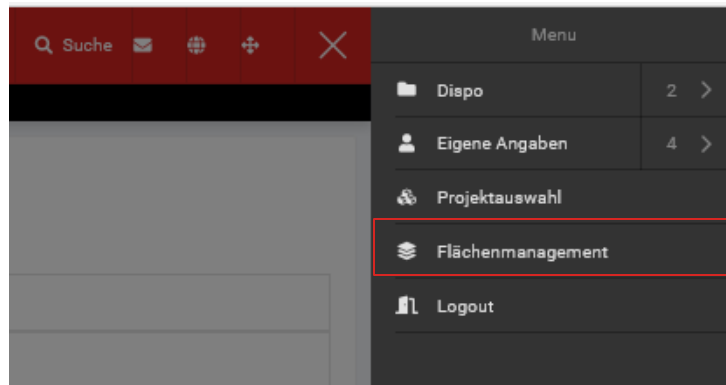 Suche
Menu
Dispo 2
Eigene Angaben 4
Projektauswahl
Flächenmanagement
Logout